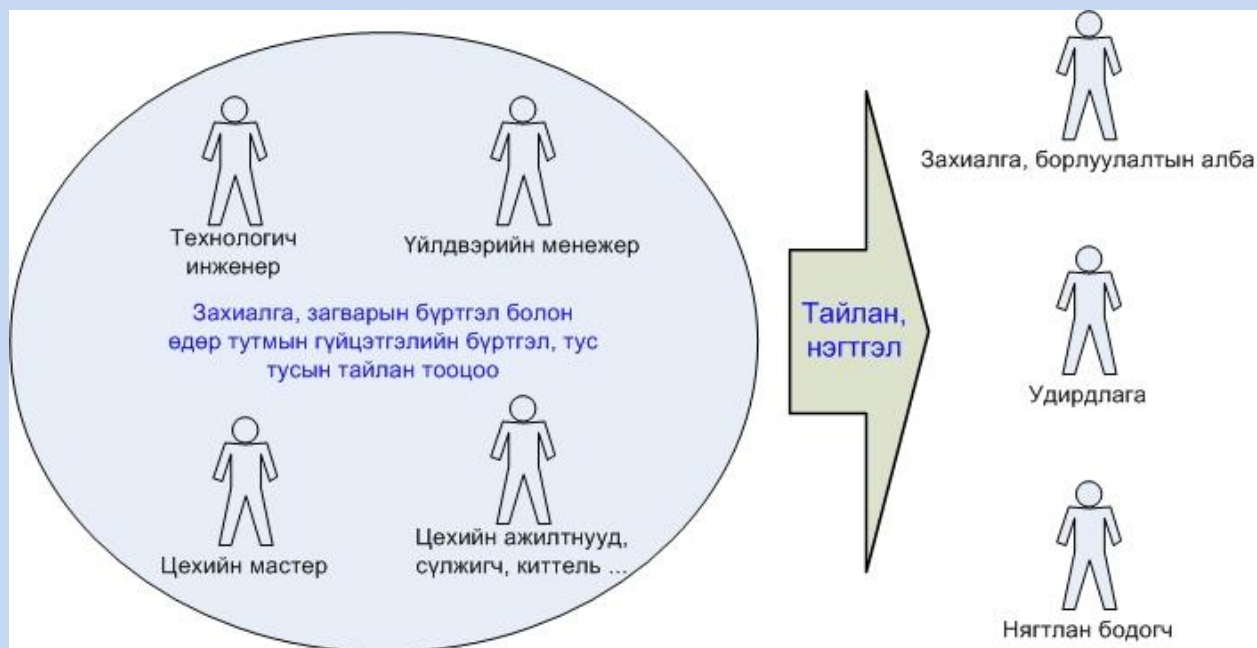 Технологич
инженер
Үйлдвэрийн менежер
Захиалга, загварын бүртгэл болон
өдөр тутмын гүйцэтгэлийн бүртгэл, тус
тусын тайлан тооцоо
Цехийн мастер
Цехийн ажилтнууд,
сүлжигч, киттель ...
Тайлан,
нэгтгэл
Захиалга, борлуулалтын алба
Удирдлага
Нягтлан бодогч